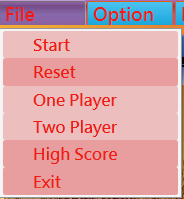 File Option
Start
Reset
One Player
Two Player
High Score
Exit